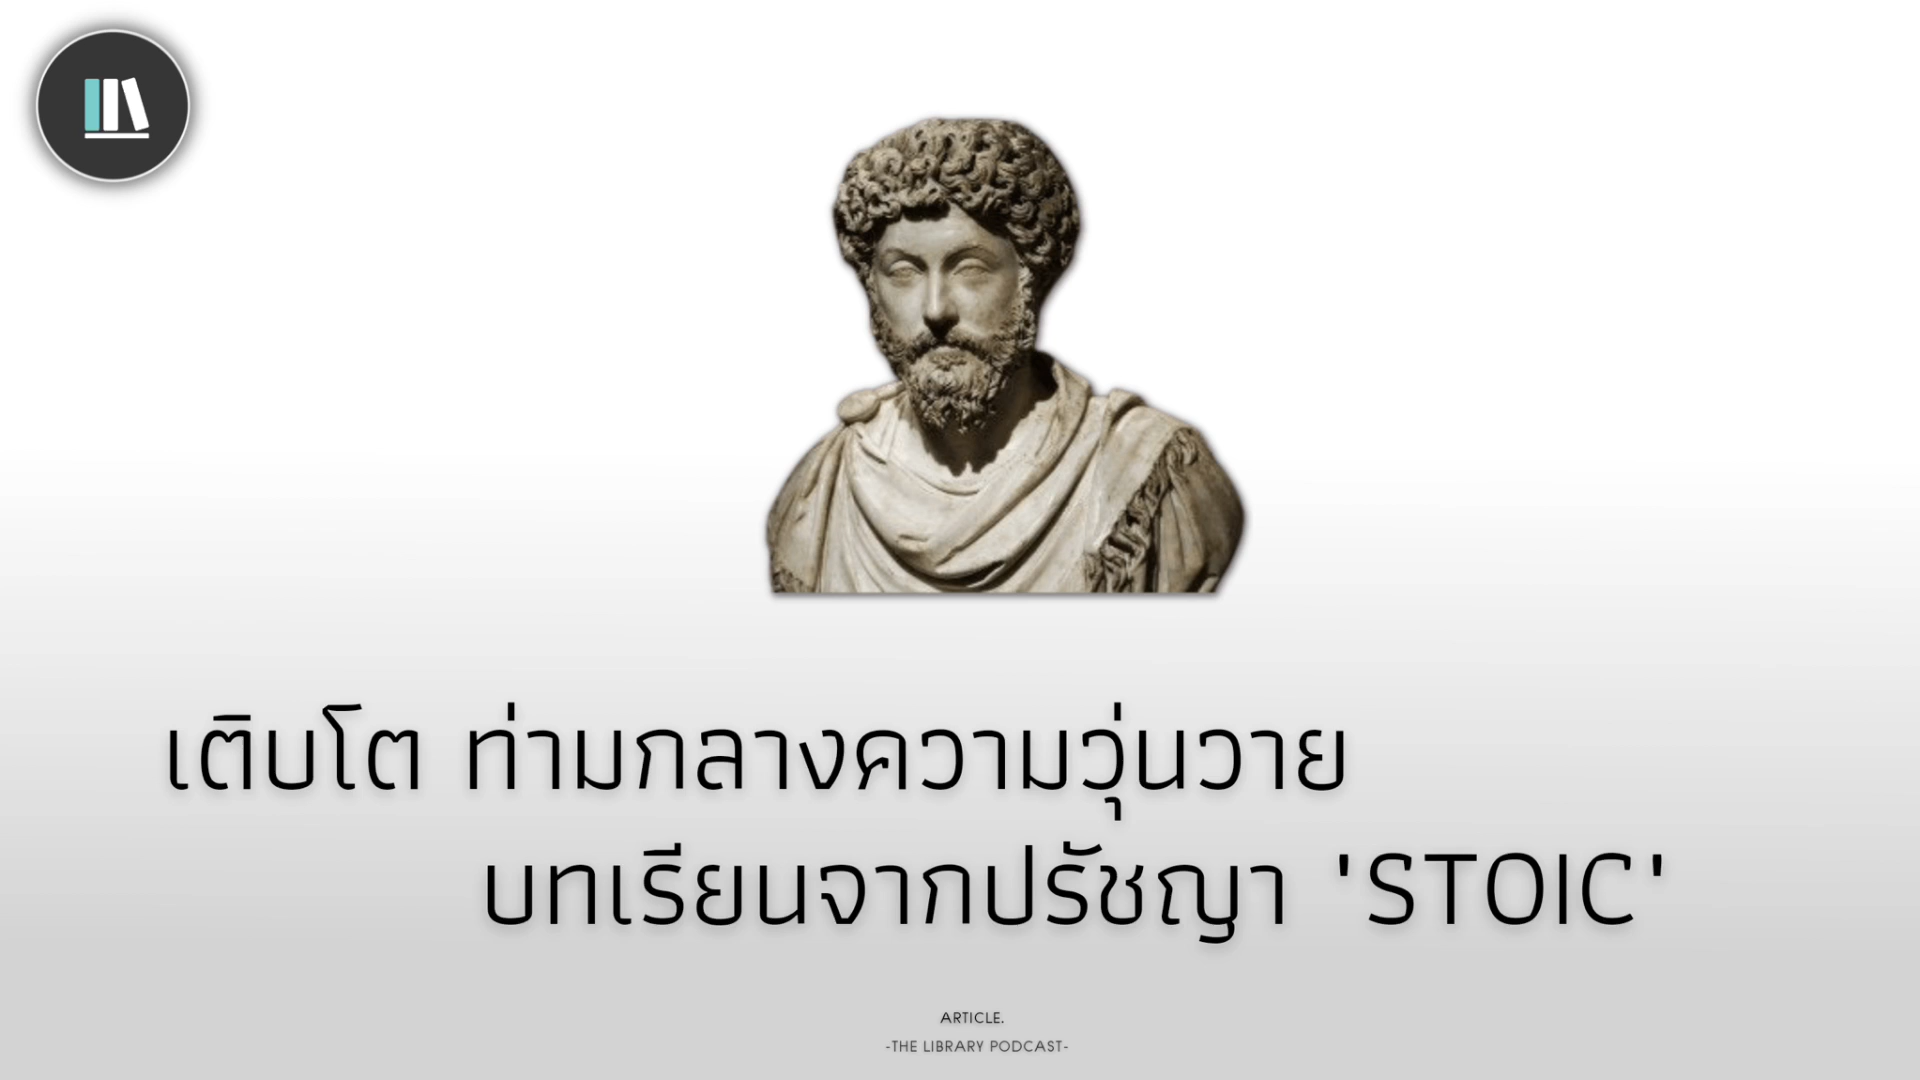 เติบโต ท่ามกลางความวุ่นวาย
บทเรียนจากปรัชญา 'STOIC'
ARTICLE.
-THE LIBRARY PODCAST-